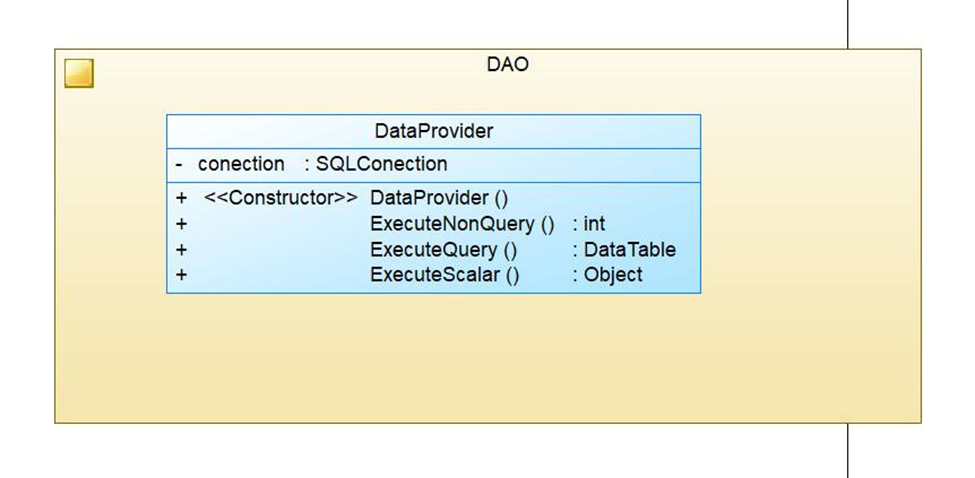 DAO
DataProvider
- conection : SQLConection
+ <<Constructor>> DataProvider ()
+ ExecuteNonQuery () : int
+ ExecuteQuery () : DataTable
+ ExecuteScalar () : Object